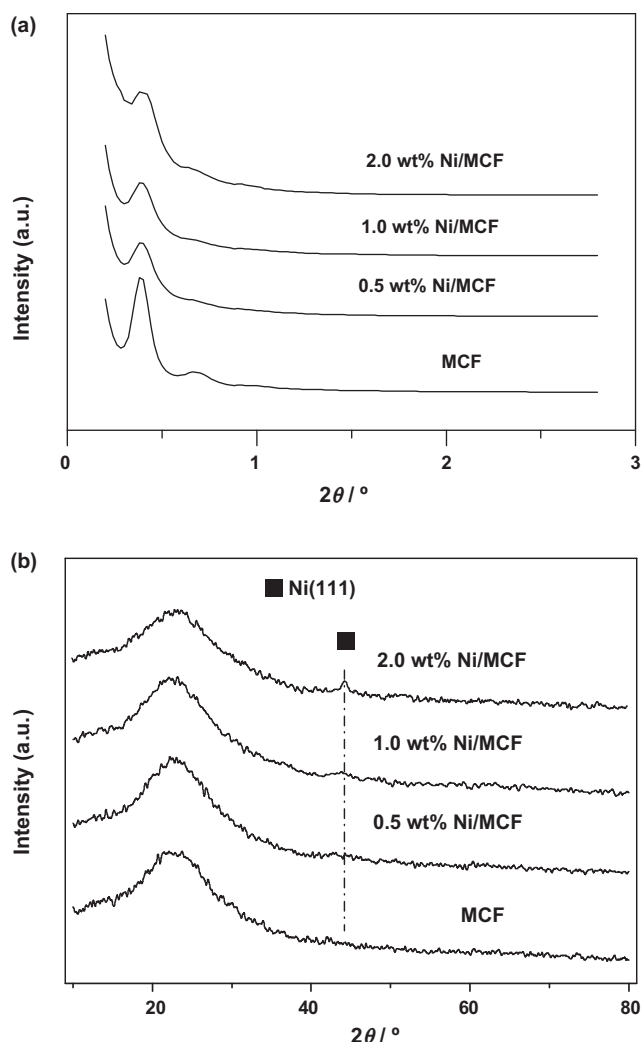 (a)
2.0 wt% Ni/MCF
1.0 wt% Ni/MCF
0.5 wt% Ni/MCF
MCF
Intensity (a.u.)
0 1 2 3
2θ / º
(b)
Ni(111)
2.0 wt% Ni/MCF
1.0 wt% Ni/MCF
0.5 wt% Ni/MCF
MCF
Intensity (a.u.)
20 40 60 80
2θ / º